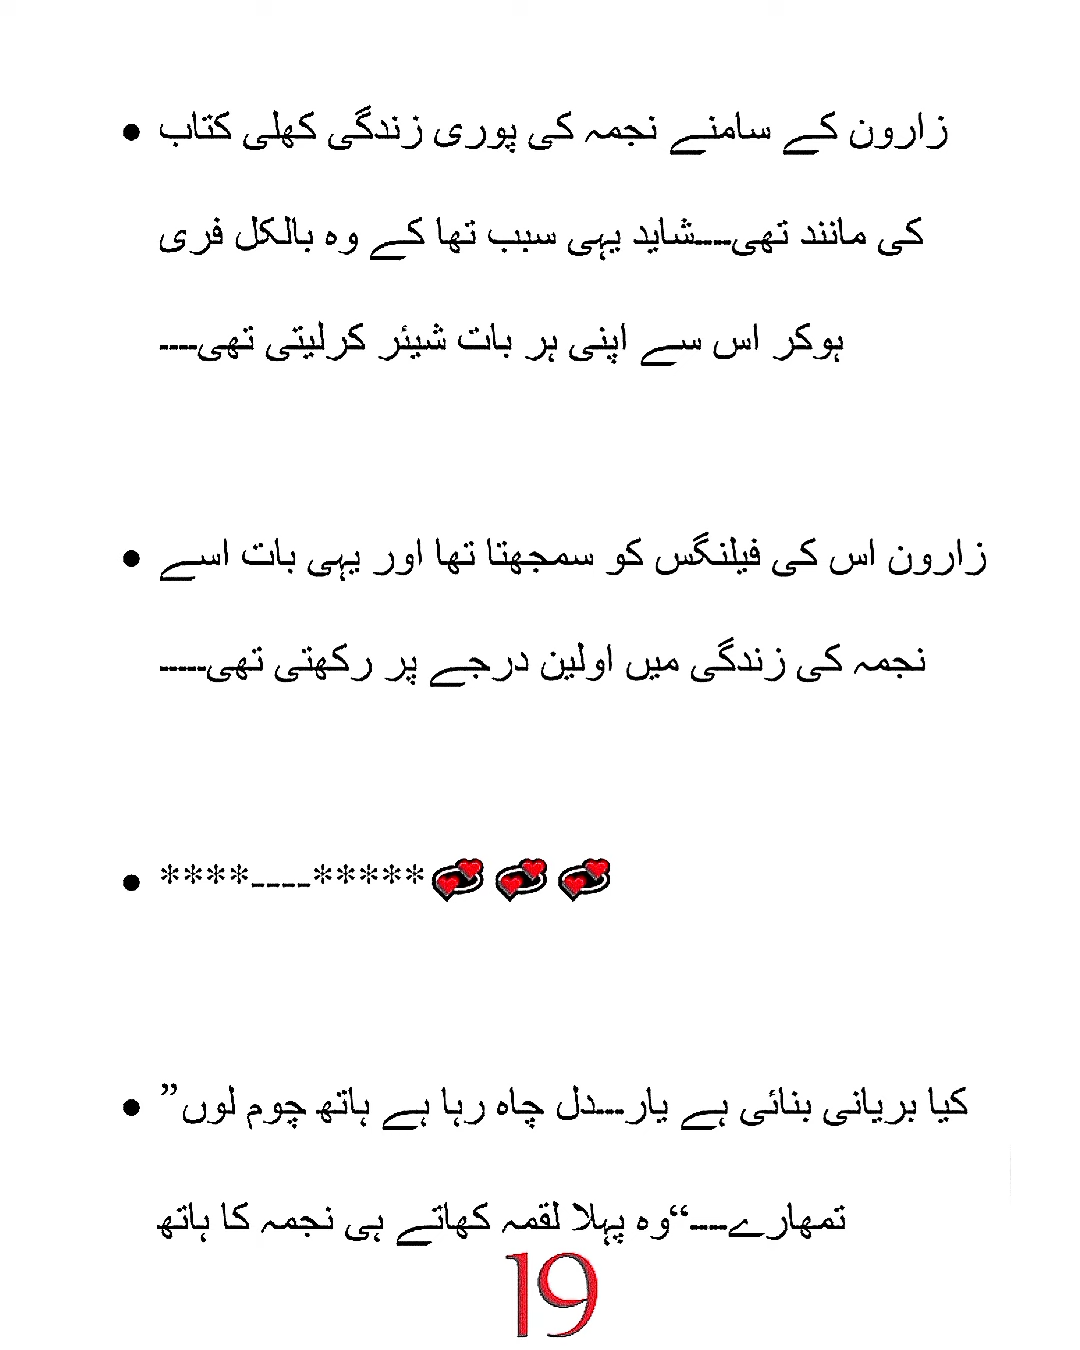 • زارون کے سامنے نجمہ کی پوری زندگی کھلی کتاب
کی مانند تھی----شاید یہی سبب تھا کے وہ بالکل فری
ہوکر اس سے اپنی ہر بات شیئر کرلیتی تھی----
• زارون اس کی فیلنگس کو سمجھتا تھا اور یہی بات اسے
نجمہ کی زندگی میں اولین درجے پر رکھتی تھی-----
• ****----*****💞💞💞
• کیا بریانی بنائی ہے یار---دل چاہ رہا ہے ہاتھ چوم لوں”
تمھارے----“وہ پہلا لقمہ کھاتے ہی نجمہ کا ہاتھ
19